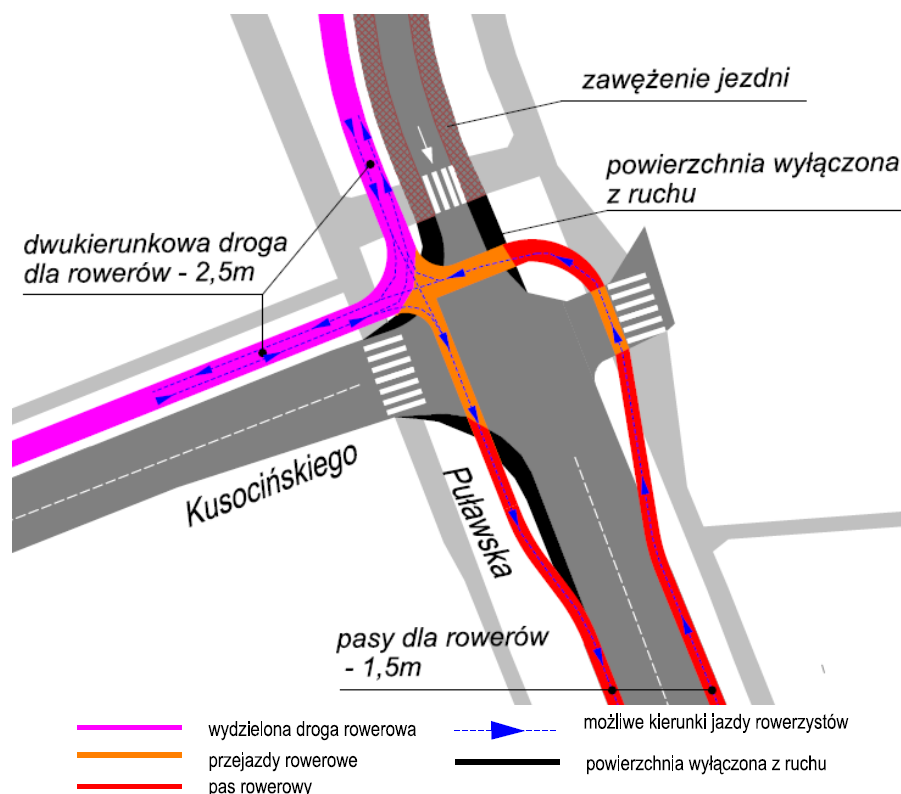 zawężenie jezdni
powierzchnia wyłączona
z ruchu
dwukierunkowa droga
dla rowerów - 2,5m
Kusocińskiego
Puławska
pasy dla rowerów
- 1,5m
wydzielona droga rowerowa
możliwe kierunki jazdy rowerzystów
przejazdy rowerowe
powierzchnia wyłączona z ruchu
pas rowerowy